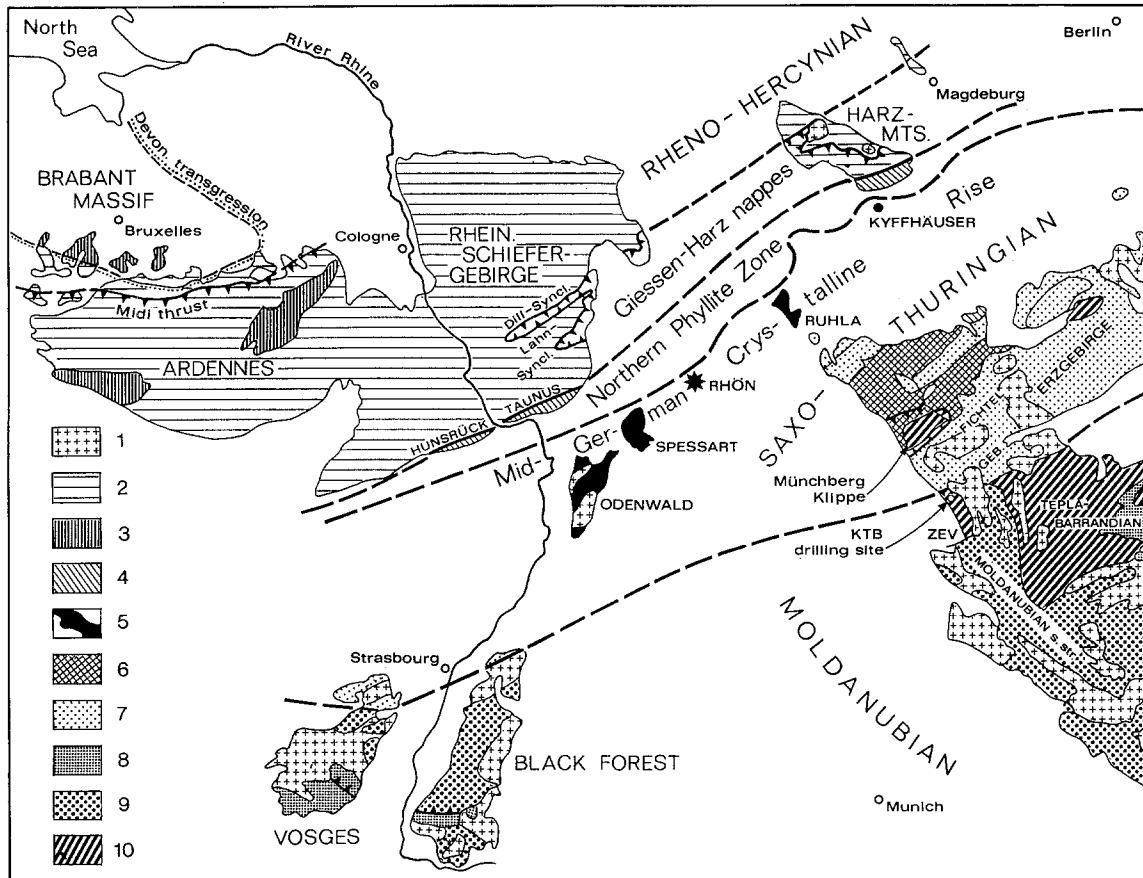 North
Sea
River Rhine
Berlin
RHENO-HERCYNIAN
Magdeburg
HARZ-
MTS.
Devon transgression
BRABANT
MASSIF
Bruxelles
Cologne
RHEIN.
SCHIEFER-
GEBIRGE
Giessen-Harz nappes
Rise
KYFFHÄUSER
Midi thrust
Dill-Syncl.
Lahn-
Syncl.
Northern Phyllite Zone
talline
THURINGIAN
RUHLA
ARDENNES
Crys-
ERZGEBIRGE
TAUNUS
RHÖN
man
FICHTEL
HUNSRÜCK
Ger-
SAXO-
GEB.
SPESSART
Mid-
Münchberg
Klippe
ODENWALD
TEPLA-
BARRANDIAN
KTB
drilling site
ZEV
MOLDANUBIAN s. str.
MOLDANUBIAN
Strasbourg
BLACK FOREST
Munich
VOSGES
1
2
3
4
5
6
7
8
9
10